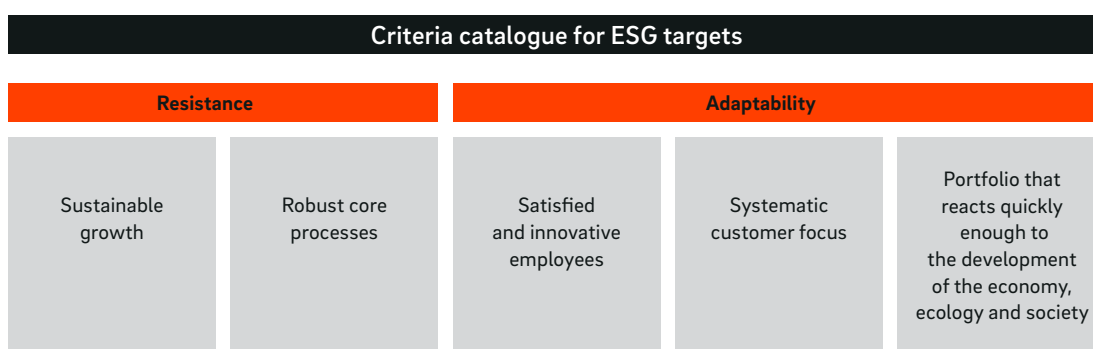 Criteria catalogue for ESG targets
Resistance
Adaptability
Sustainable
growth
Robust core
processes
Satisfied
and innovative
employees
Systematic
customer focus
Portfolio that
reacts quickly
enough to
the development
of the economy,
ecology and society